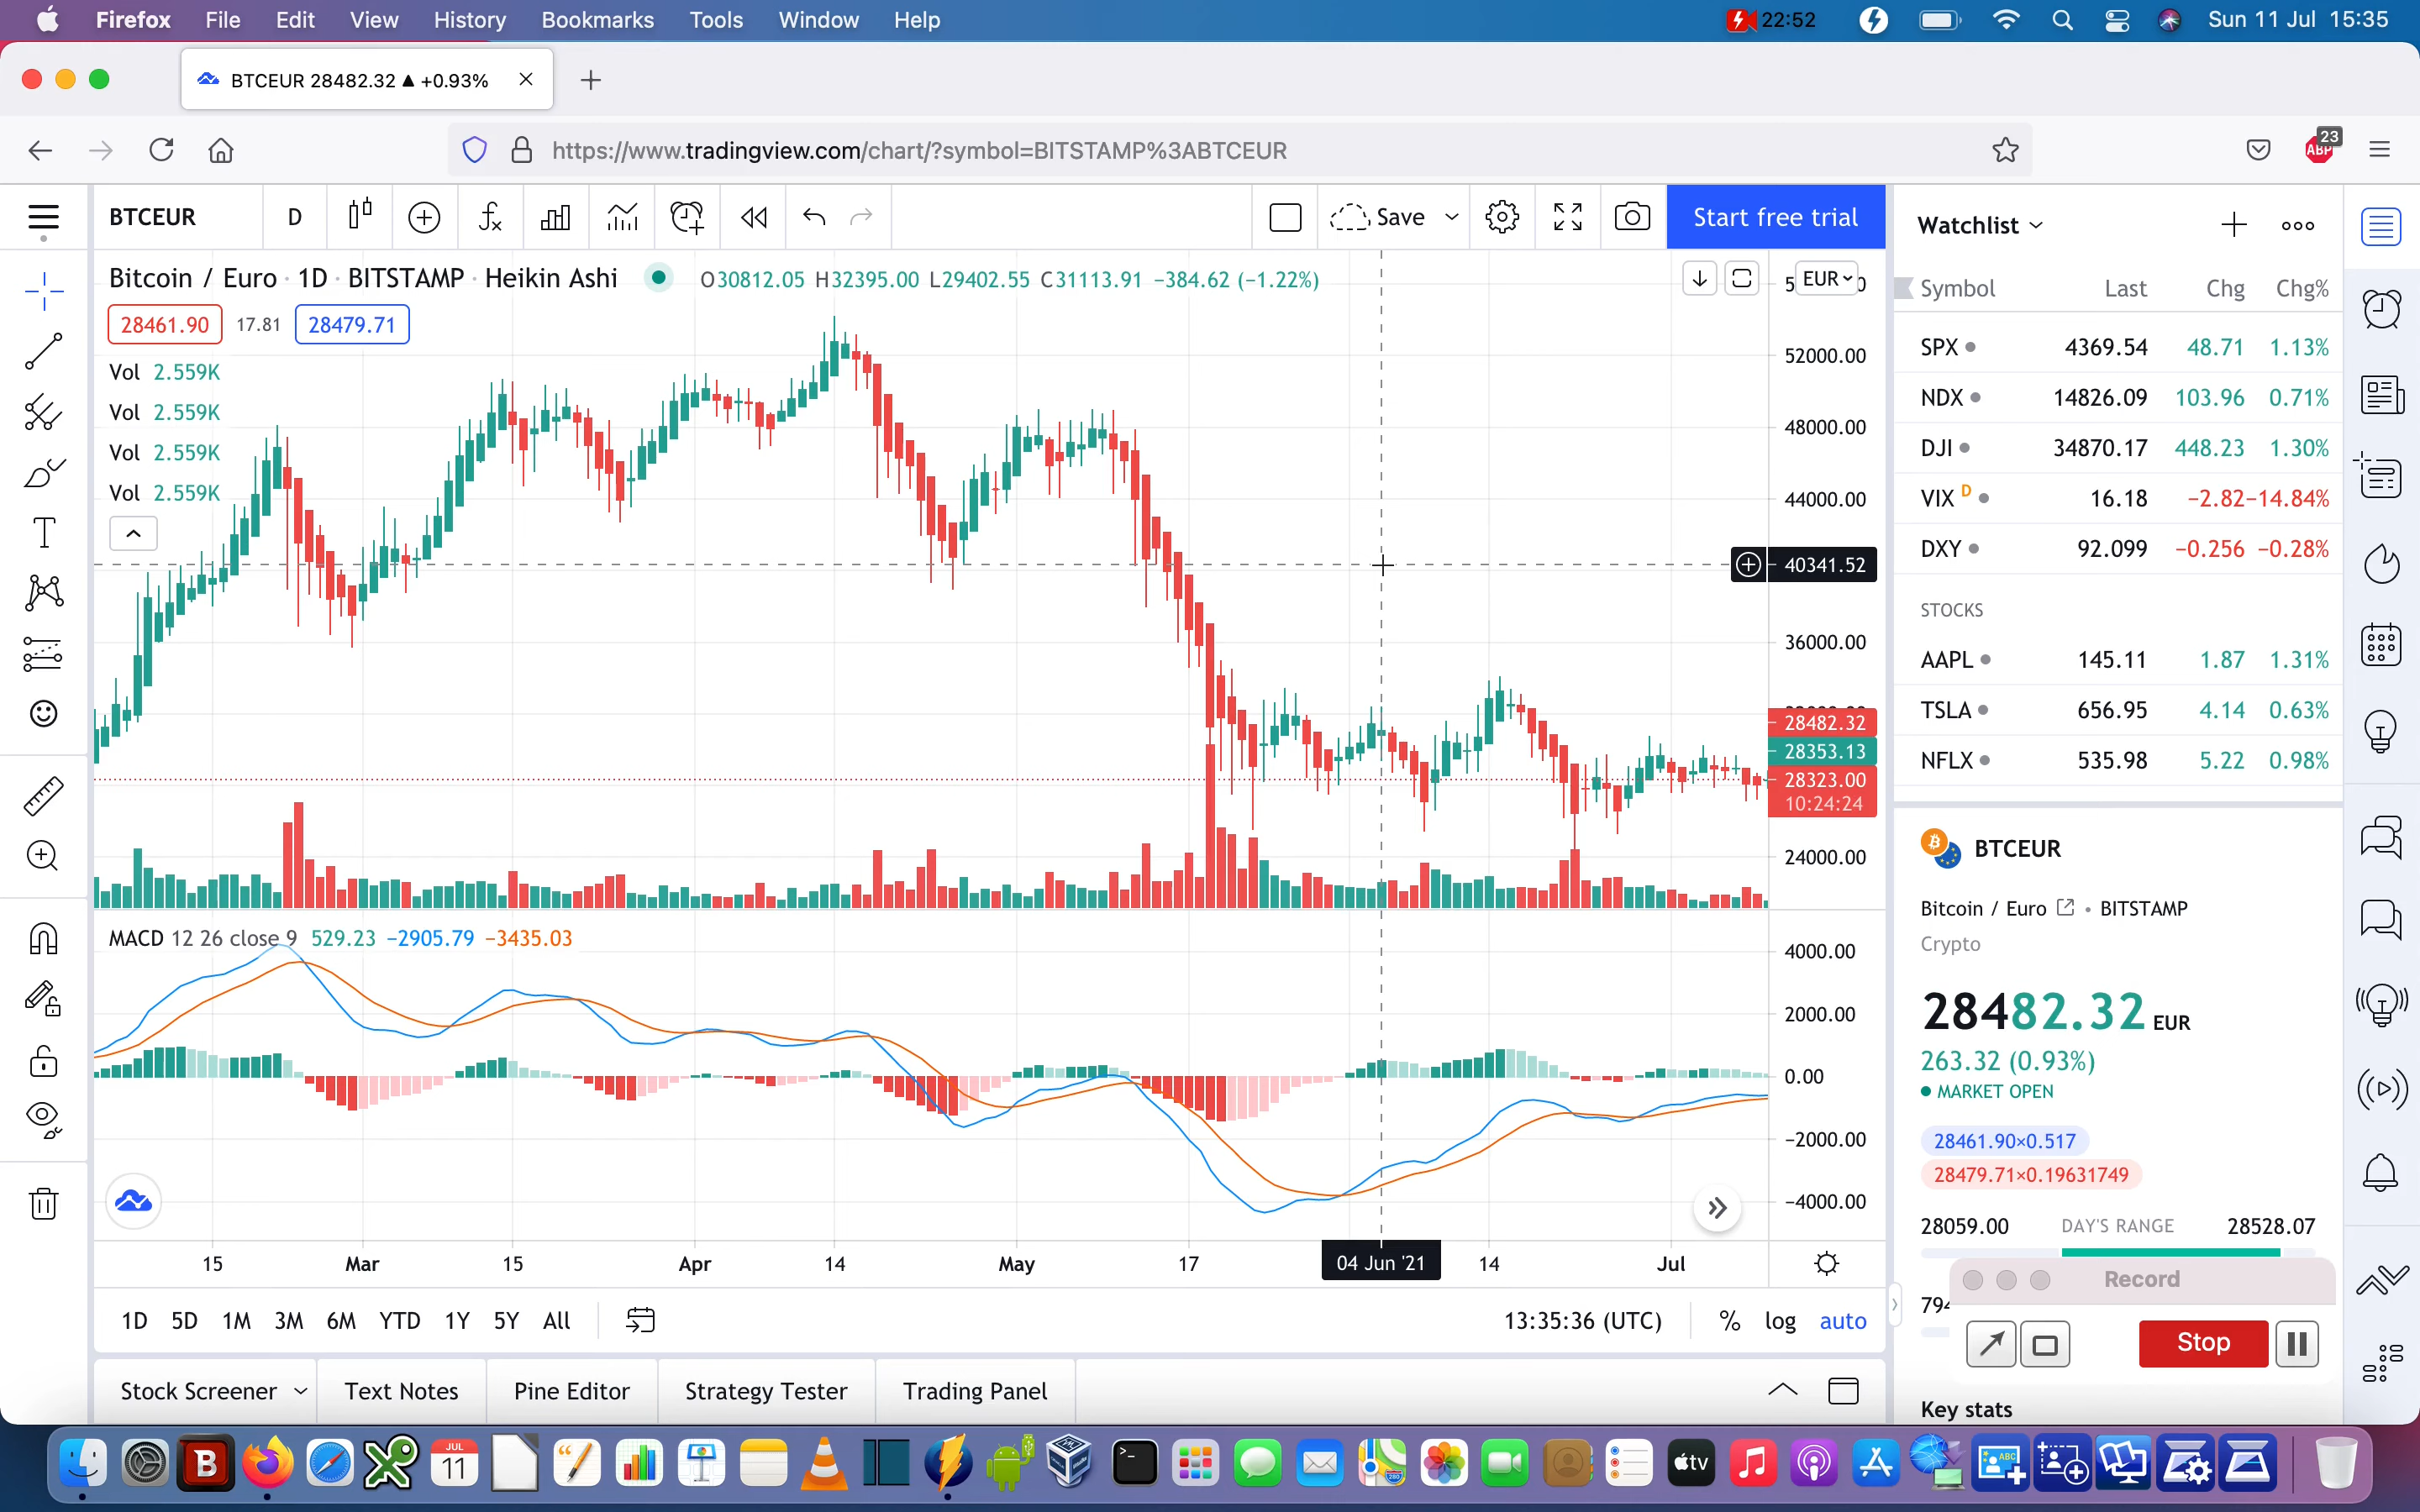 Firefox File Edit View History Bookmarks Tools Window Help 22:52 Sun 11 Jul 15:35
BTCEUR 28482.32 ▲ +0.93%
https://www.tradingview.com/chart/?symbol=BITSTAMP%3ABTCEUR
ABP 23
BTCEUR D Save Start free trial
Bitcoin / Euro · 1D · BITSTAMP · Heikin Ashi O30812.05 H32395.00 L29402.55 C31113.91 −384.62 (−1.22%)
EUR
28461.90 17.81 28479.71
Vol 2.559K
Vol 2.559K
Vol 2.559K
Vol 2.559K
52000.00
48000.00
44000.00
40341.52
36000.00
28482.32
28353.13
28323.00
10:24:24
24000.00
MACD 12 26 close 9 529.23 −2905.79 −3435.03
4000.00
2000.00
0.00
−2000.00
−4000.00
15 Mar 15 Apr 14 May 17 04 Jun '21 14 Jul
1D 5D 1M 3M 6M YTD 1Y 5Y All 13:35:36 (UTC) % log auto
Stock Screener Text Notes Pine Editor Strategy Tester Trading Panel
Watchlist
Symbol Last Chg Chg%
SPX 4369.54 48.71 1.13%
NDX 14826.09 103.96 0.71%
DJI 34870.17 448.23 1.30%
VIX D 16.18 −2.82 −14.84%
DXY 92.099 −0.256 −0.28%
STOCKS
AAPL 145.11 1.87 1.31%
TSLA 656.95 4.14 0.63%
NFLX 535.98 5.22 0.98%
BTCEUR
Bitcoin / Euro • BITSTAMP
Crypto
28482.32 EUR
263.32 (0.93%)
MARKET OPEN
28461.90×0.517
28479.71×0.19631749
28059.00 DAY'S RANGE 28528.07
Record
Stop
Key stats
JUL
11
tv